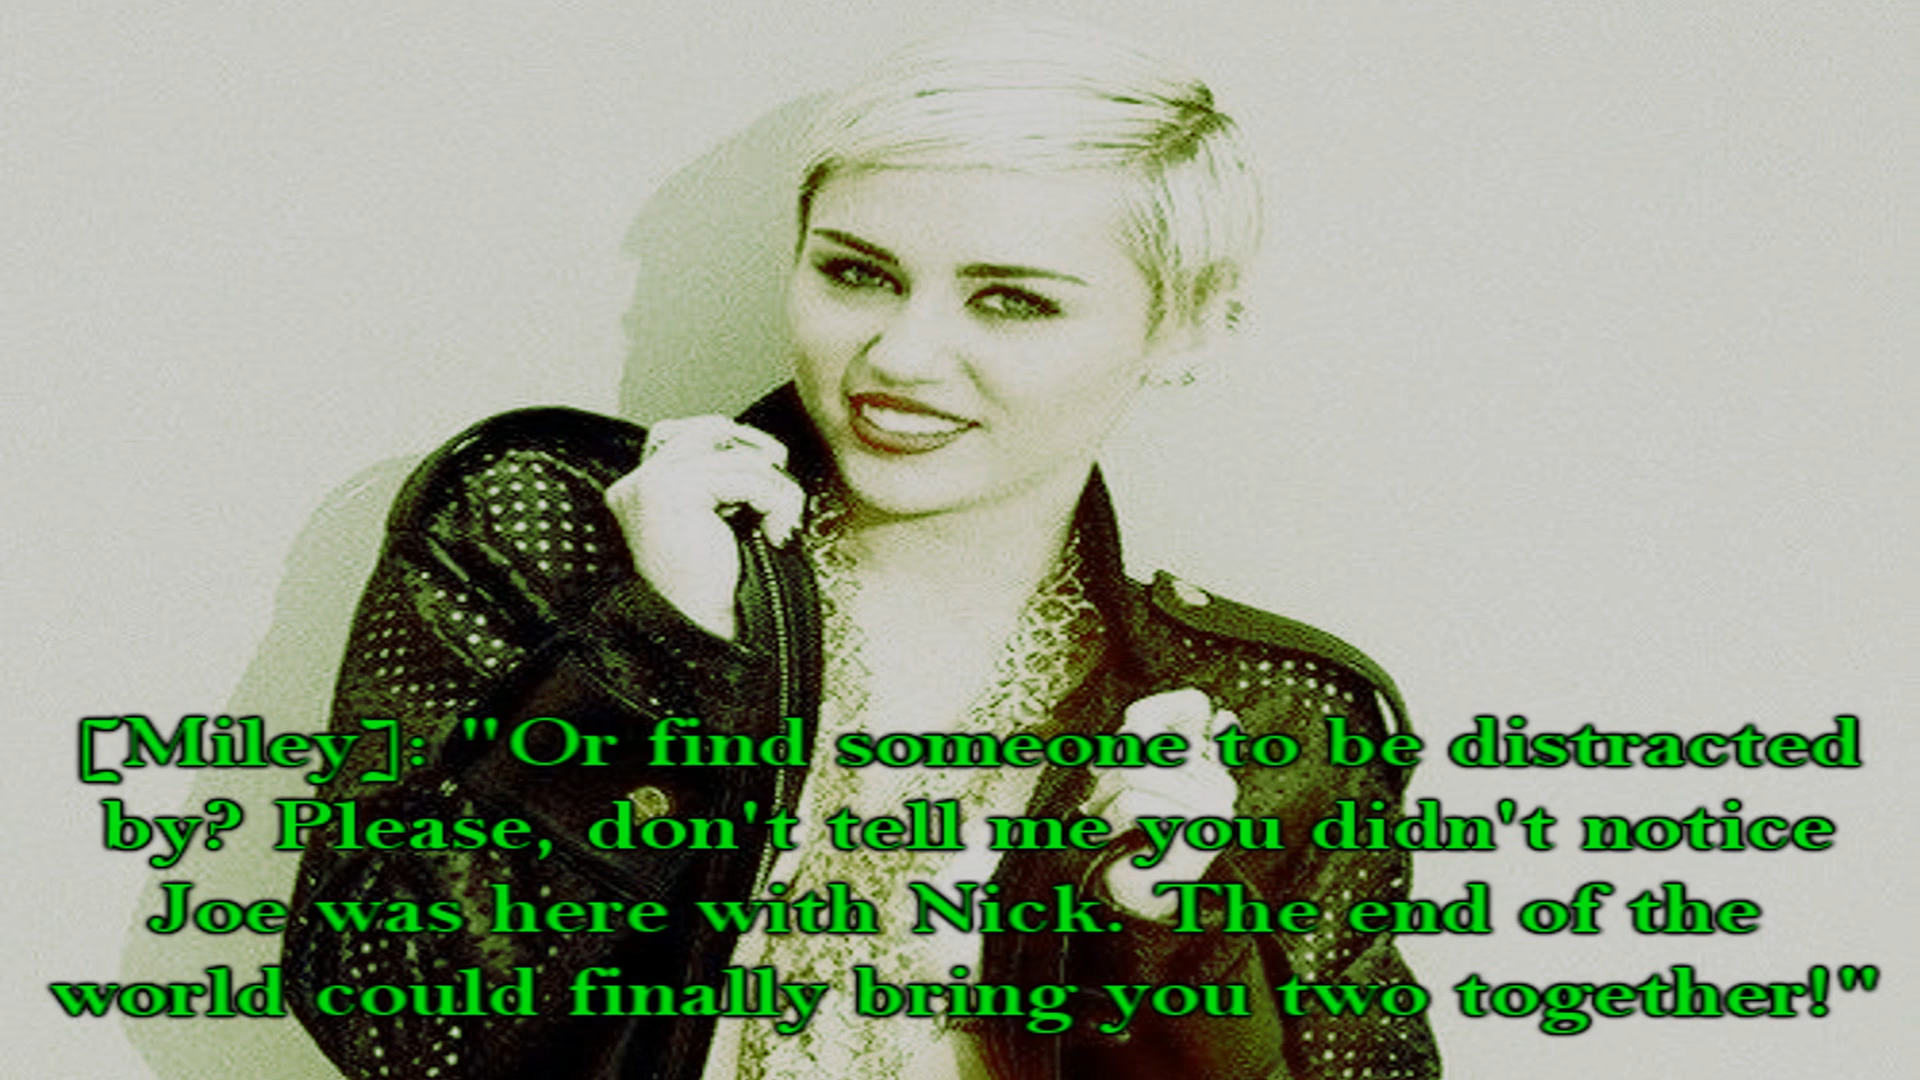 [Miley]: "Or find someone to be distracted
by? Please, don't tell me you didn't notice
Joe was here with Nick. The end of the
world could finally bring you two together!"